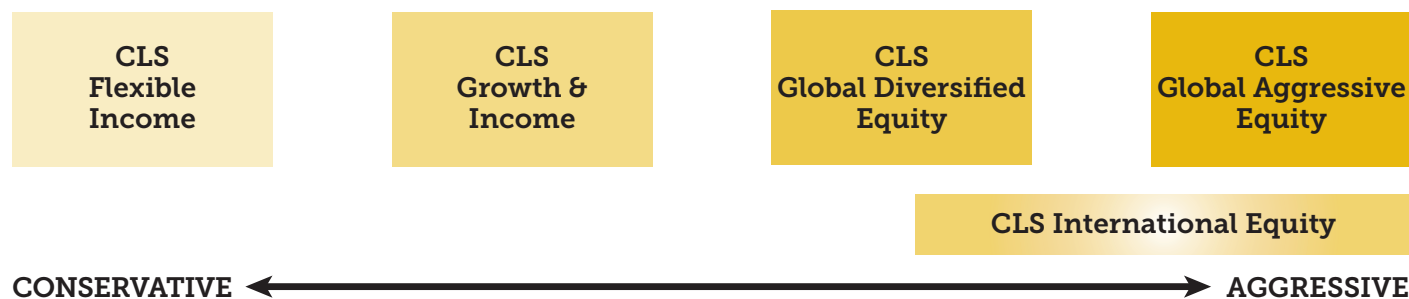 CLS
Flexible
Income
CLS
Growth &
Income
CLS
Global Diversified
Equity
CLS
Global Aggressive
Equity
CLS International Equity
CONSERVATIVE
AGGRESSIVE